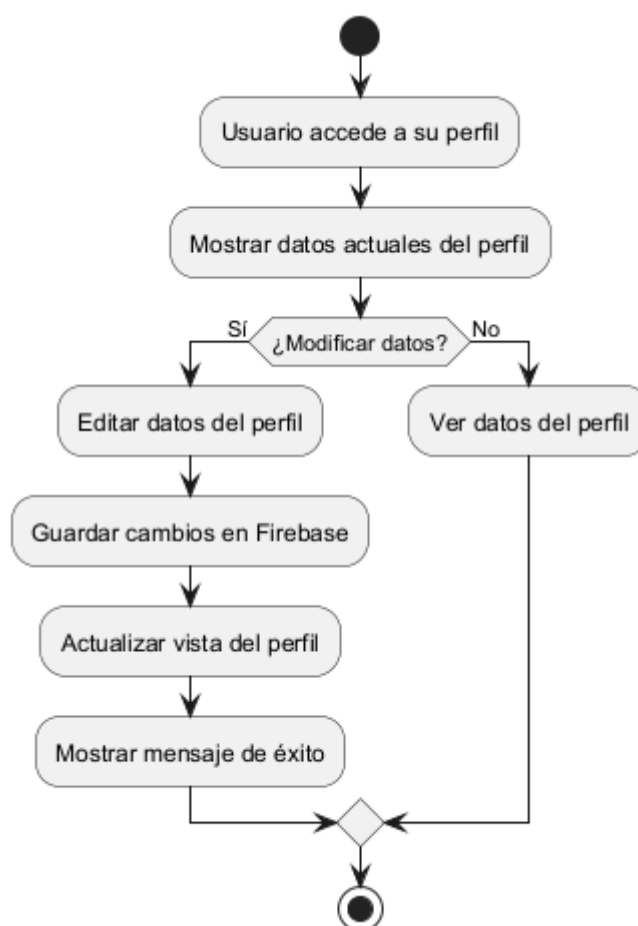 Usuario accede a su perfil
Mostrar datos actuales del perfil
Sí
¿Modificar datos?
No
Editar datos del perfil
Ver datos del perfil
Guardar cambios en Firebase
Actualizar vista del perfil
Mostrar mensaje de éxito